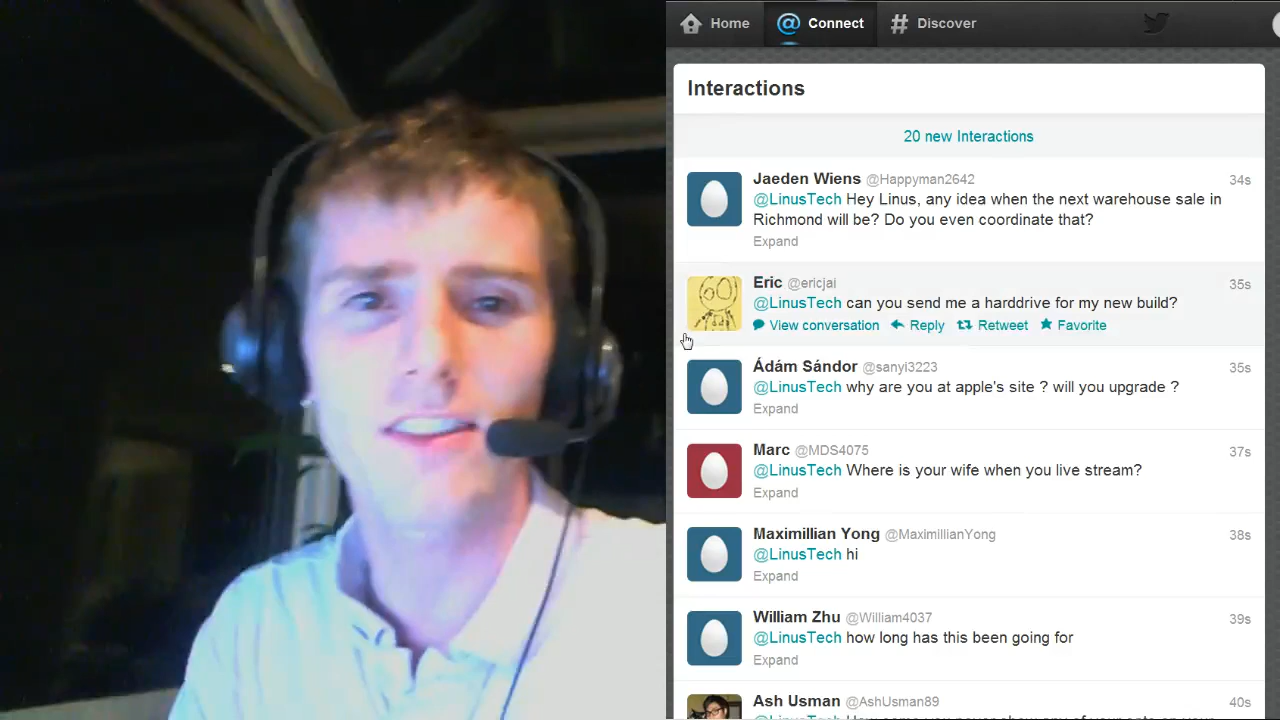 Home
@ Connect
# Discover
Interactions
20 new Interactions
Jaeden Wiens @Happyman2642 34s
@LinusTech Hey Linus, any idea when the next warehouse sale in
Richmond will be? Do you even coordinate that?
Expand
Eric @ericjai 35s
@LinusTech can you send me a harddrive for my new build?
View conversation Reply Retweet Favorite
Ádám Sándor @sanyi3223 35s
@LinusTech why are you at apple's site ? will you upgrade ?
Expand
Marc @MDS4075 37s
@LinusTech Where is your wife when you live stream?
Expand
Maximillian Yong @MaximillianYong 38s
@LinusTech hi
Expand
William Zhu @William4037 39s
@LinusTech how long has this been going for
Expand
Ash Usman @AshUsman89 40s
@LinusTech